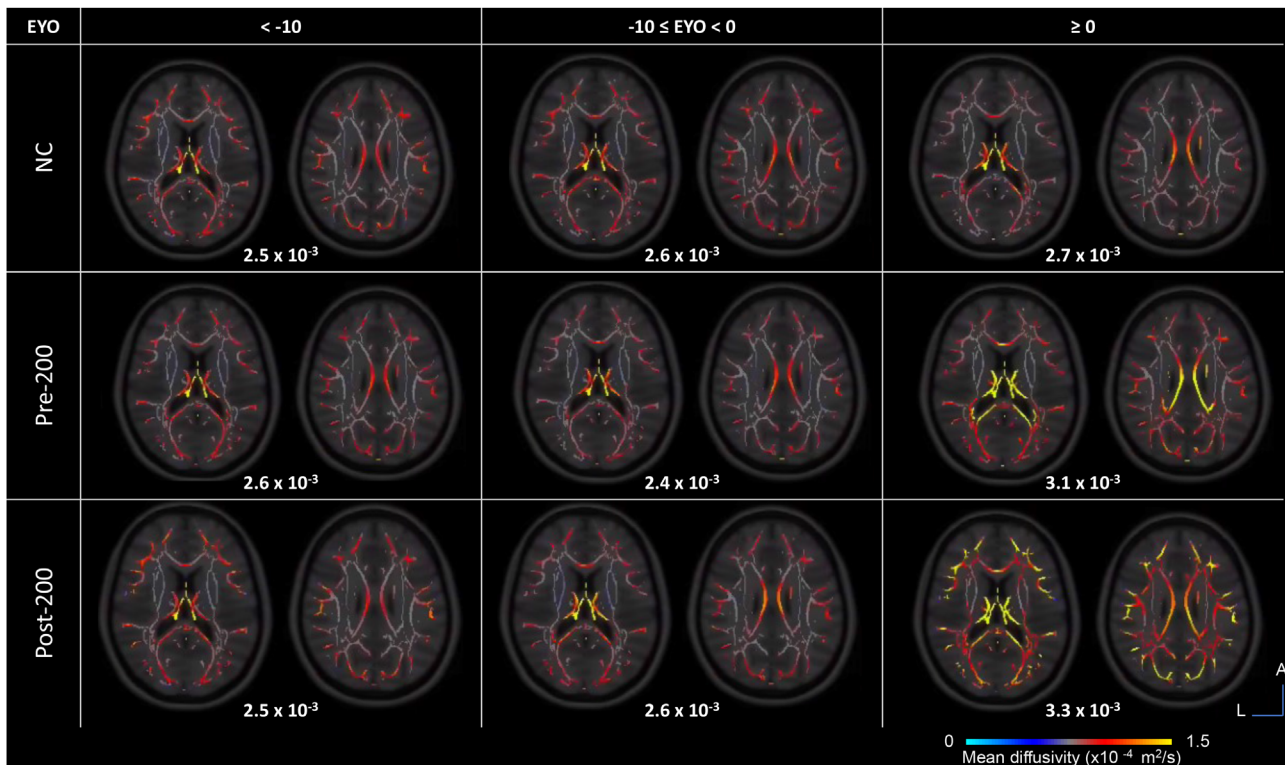 EYO < -10 -10 ≤ EYO < 0 ≥ 0
NC
2.5 x 10⁻³ 2.6 x 10⁻³ 2.7 x 10⁻³
Pre-200
2.6 x 10⁻³ 2.4 x 10⁻³ 3.1 x 10⁻³
Post-200
2.5 x 10⁻³ 2.6 x 10⁻³ 3.3 x 10⁻³
A
L
0 1.5
Mean diffusivity (x10 ⁻⁴ m²/s)